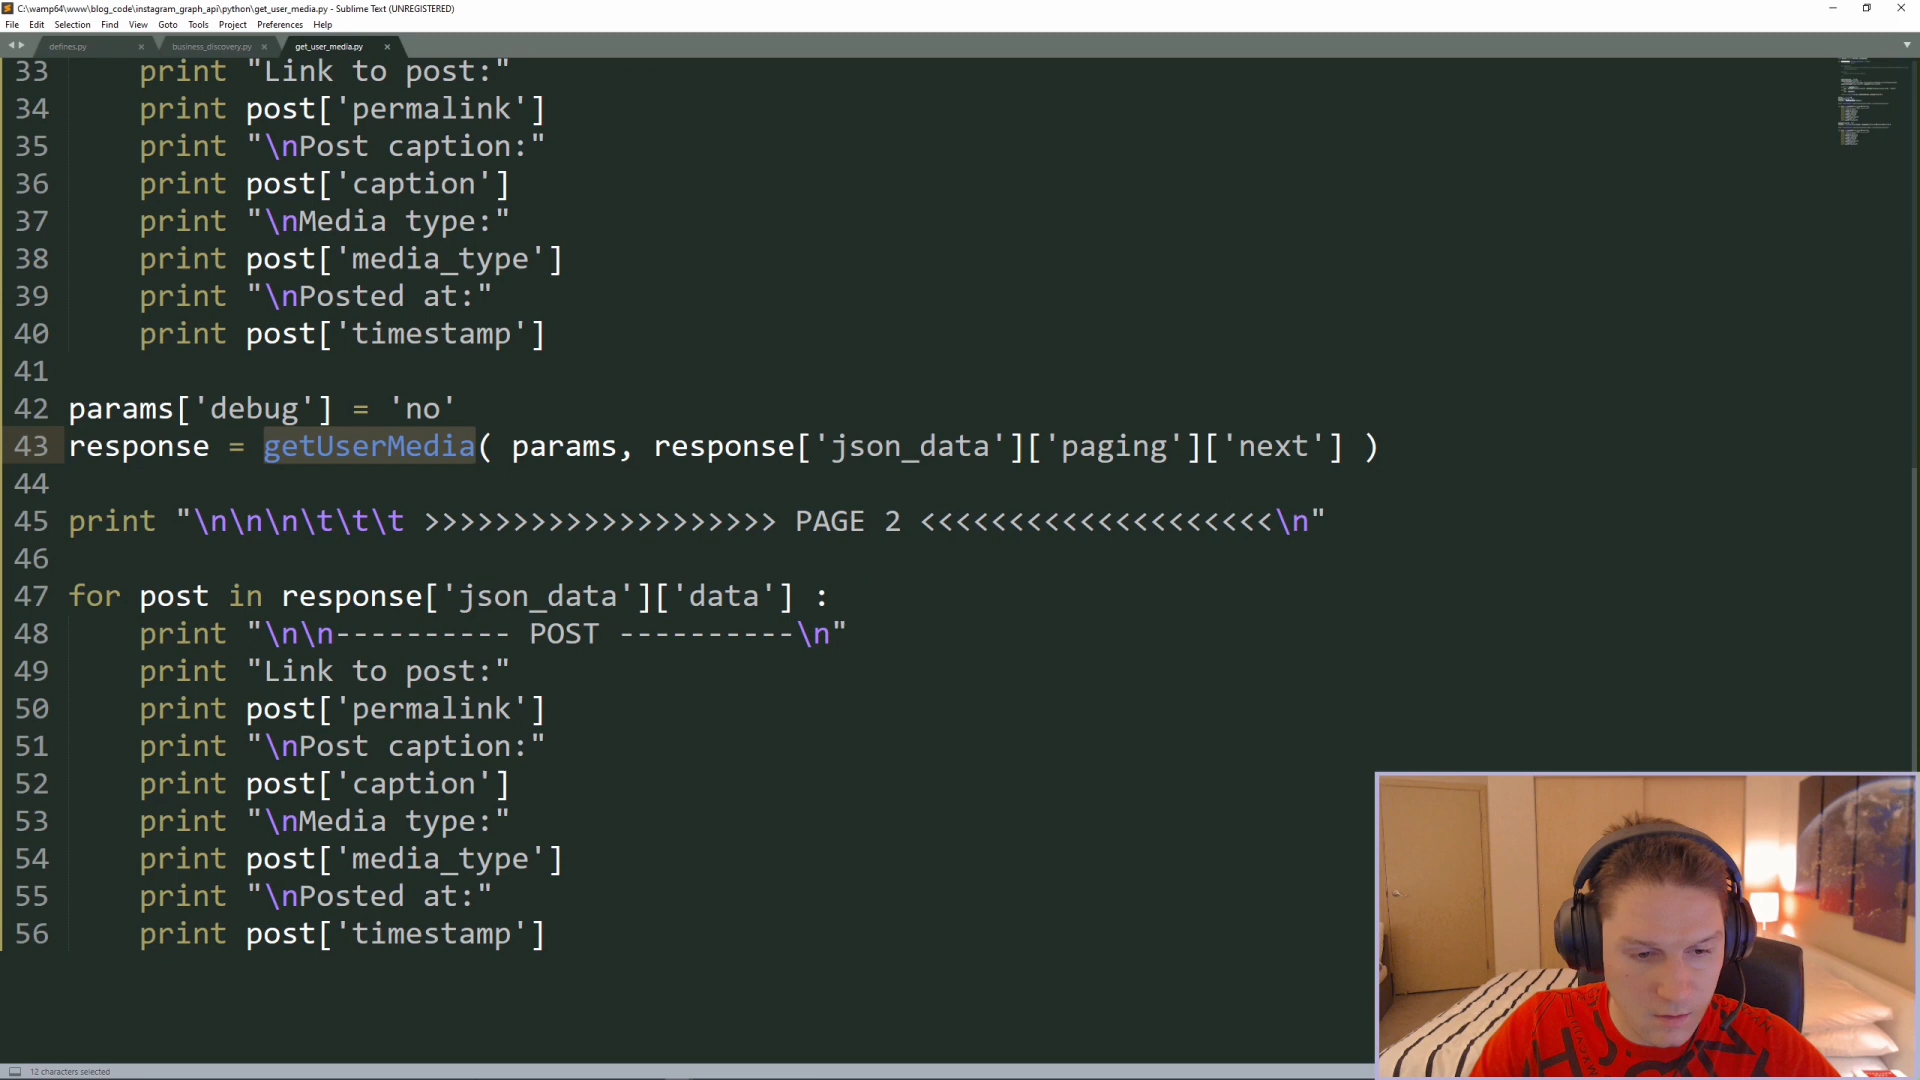 C:\wamp64\www\blog_code\instagram_graph_api\python\get_user_media.py - Sublime Text (UNREGISTERED)
File Edit Selection Find View Goto Tools Project Preferences Help
defines.py business_discovery.py get_user_media.py
33 print "Link to post:"
34 print post['permalink']
35 print "\nPost caption:"
36 print post['caption']
37 print "\nMedia type:"
38 print post['media_type']
39 print "\nPosted at:"
40 print post['timestamp']
41
42 params['debug'] = 'no'
43 response = getUserMedia( params, response['json_data']['paging']['next'] )
44
45 print "\n\n\n\t\t\t >>>>>>>>>>>>>>>>>>>> PAGE 2 <<<<<<<<<<<<<<<<<<<<\n"
46
47 for post in response['json_data']['data'] :
48 print "\n\n---------- POST ----------\n"
49 print "Link to post:"
50 print post['permalink']
51 print "\nPost caption:"
52 print post['caption']
53 print "\nMedia type:"
54 print post['media_type']
55 print "\nPosted at:"
56 print post['timestamp']
12 characters selected